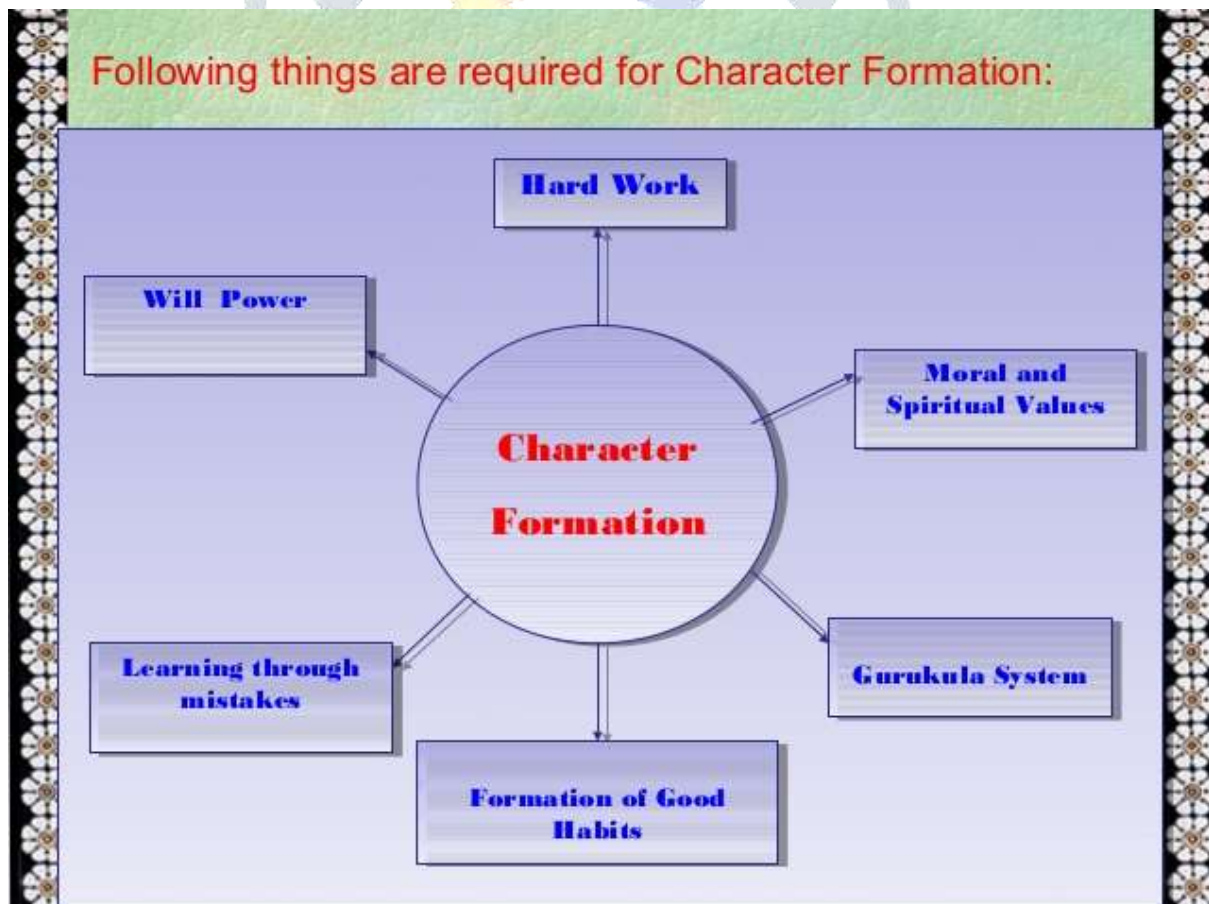 Following things are required for Character Formation:
Hard Work
Will Power
Moral and
Spiritual Values
Character
Formation
Learning through
mistakes
Gurukula System
Formation of Good
Habits